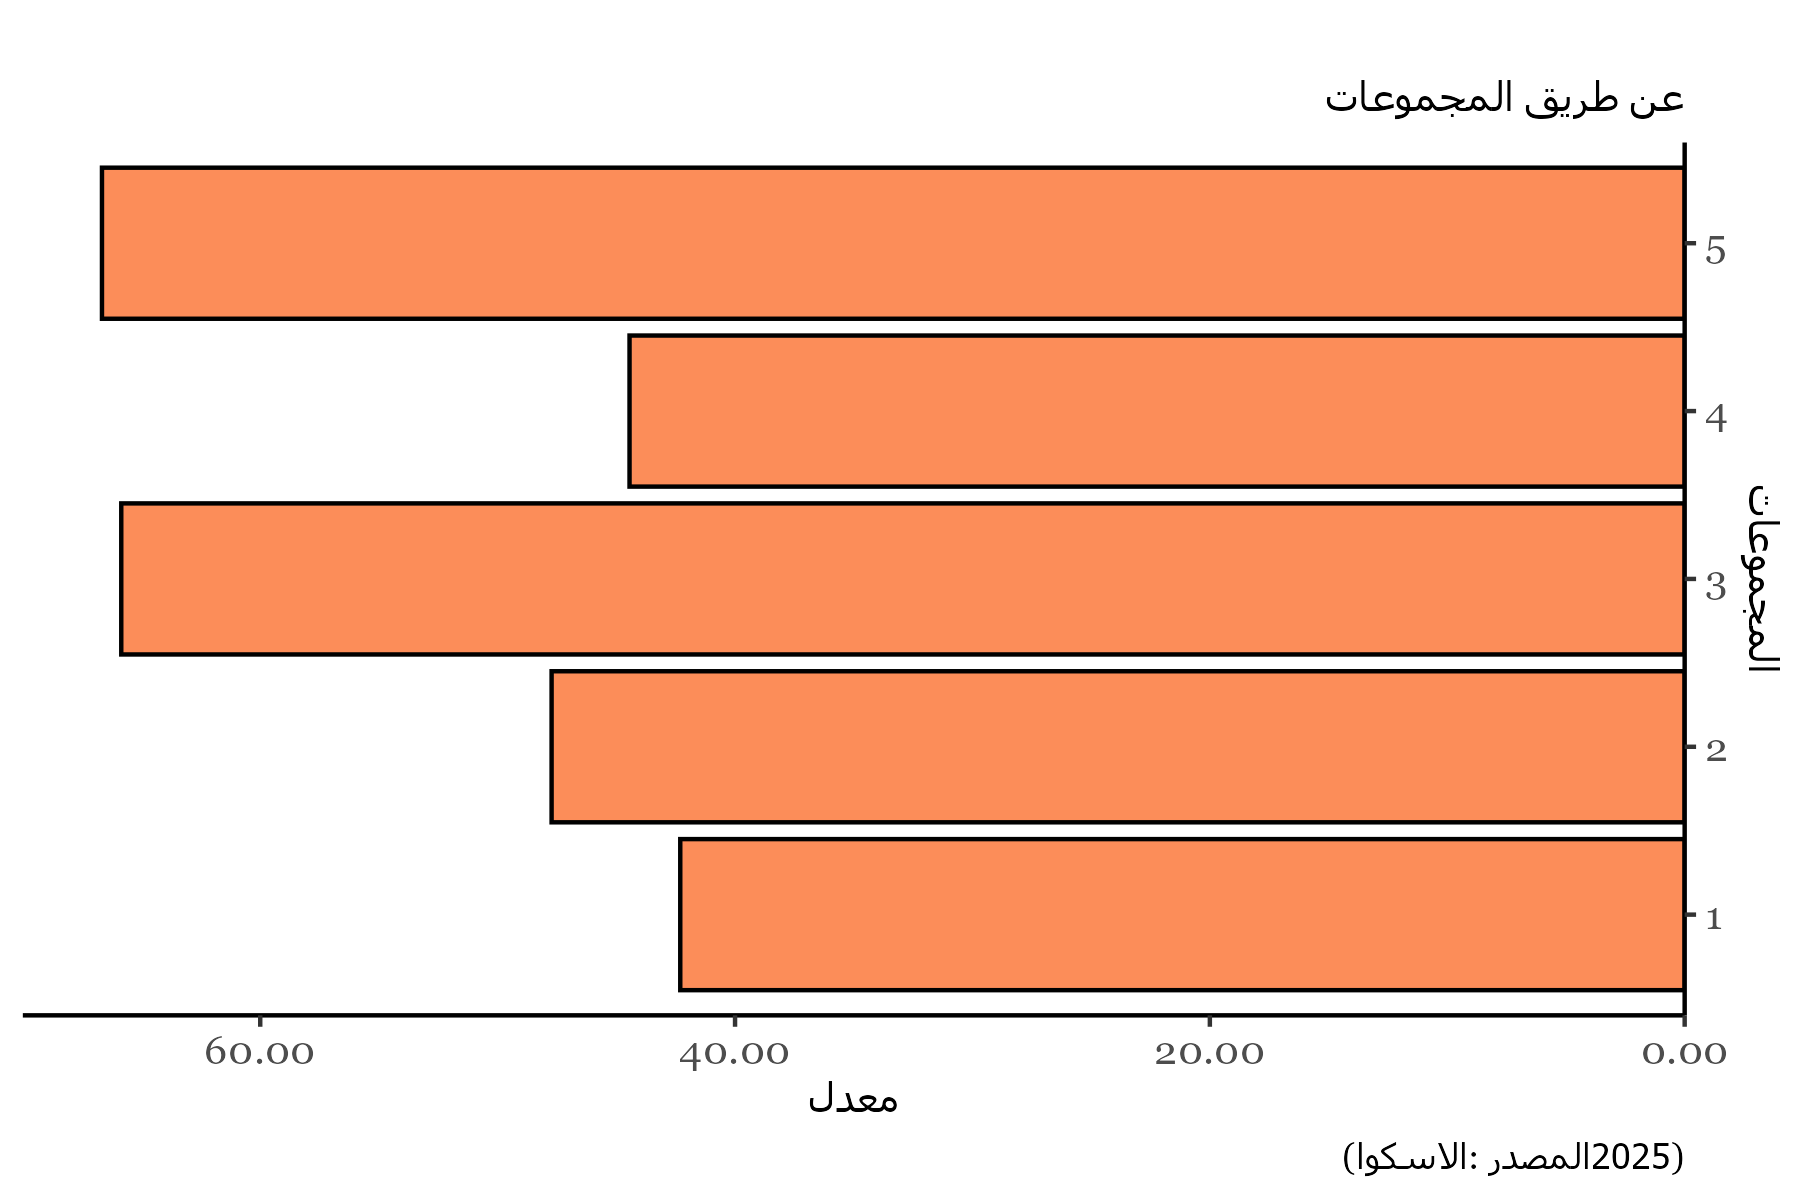 عن طريق المجموعات
5
4
3
2
1
المجموعات
60.00 40.00 20.00 0.00
معدل
(2025المصدر :الاسكوا)